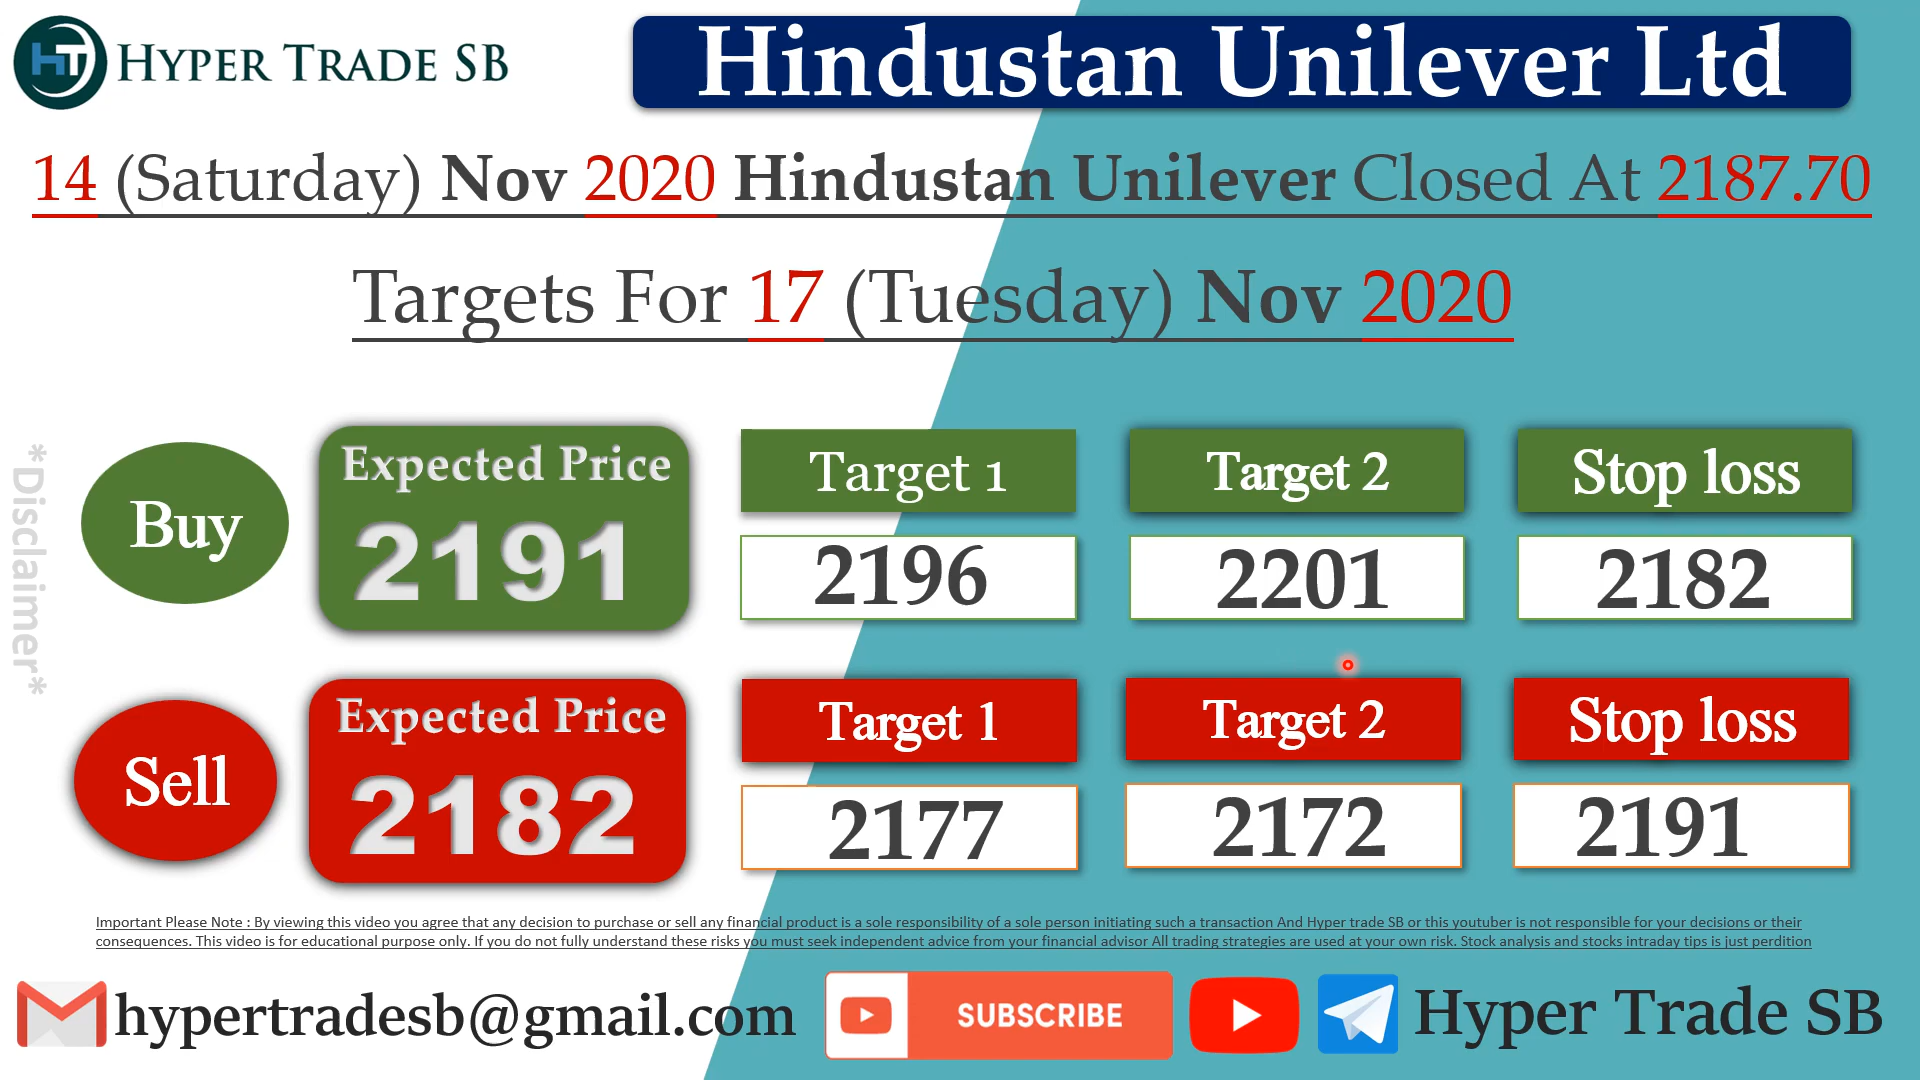 HT HYPER TRADE SB
Hindustan Unilever Ltd
14 (Saturday) Nov 2020 Hindustan Unilever Closed At 2187.70
Targets For 17 (Tuesday) Nov 2020
*Disclaimer*
Buy
Expected Price
2191
Target 1
2196
Target 2
2201
Stop loss
2182
Sell
Expected Price
2182
Target 1
2177
Target 2
2172
Stop loss
2191
Important Please Note : By viewing this video you agree that any decision to purchase or sell any financial product is a sole responsibility of a sole person initiating such a transaction And Hyper trade SB or this youtuber is not responsible for your decisions or their
consequences. This video is for educational purpose only. If you do not fully understand these risks you must seek independent advice from your financial advisor All trading strategies are used at your own risk. Stock analysis and stocks intraday tips is just perdition
hypertradesb@gmail.com
SUBSCRIBE
Hyper Trade SB